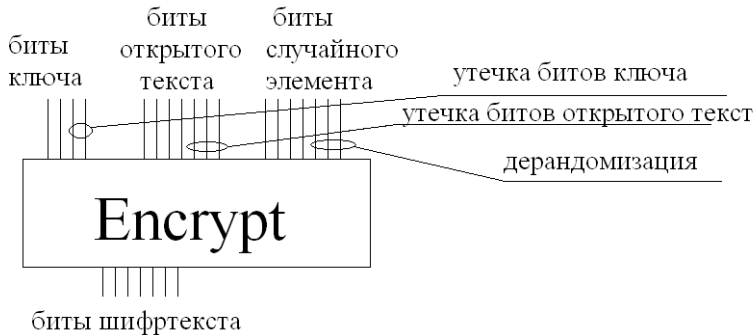 биты
ключа
биты
открытого
текста
биты
случайного
элемента
утечка битов ключа
утечка битов открытого текст
дерандомизация
Encrypt
биты шифртекста